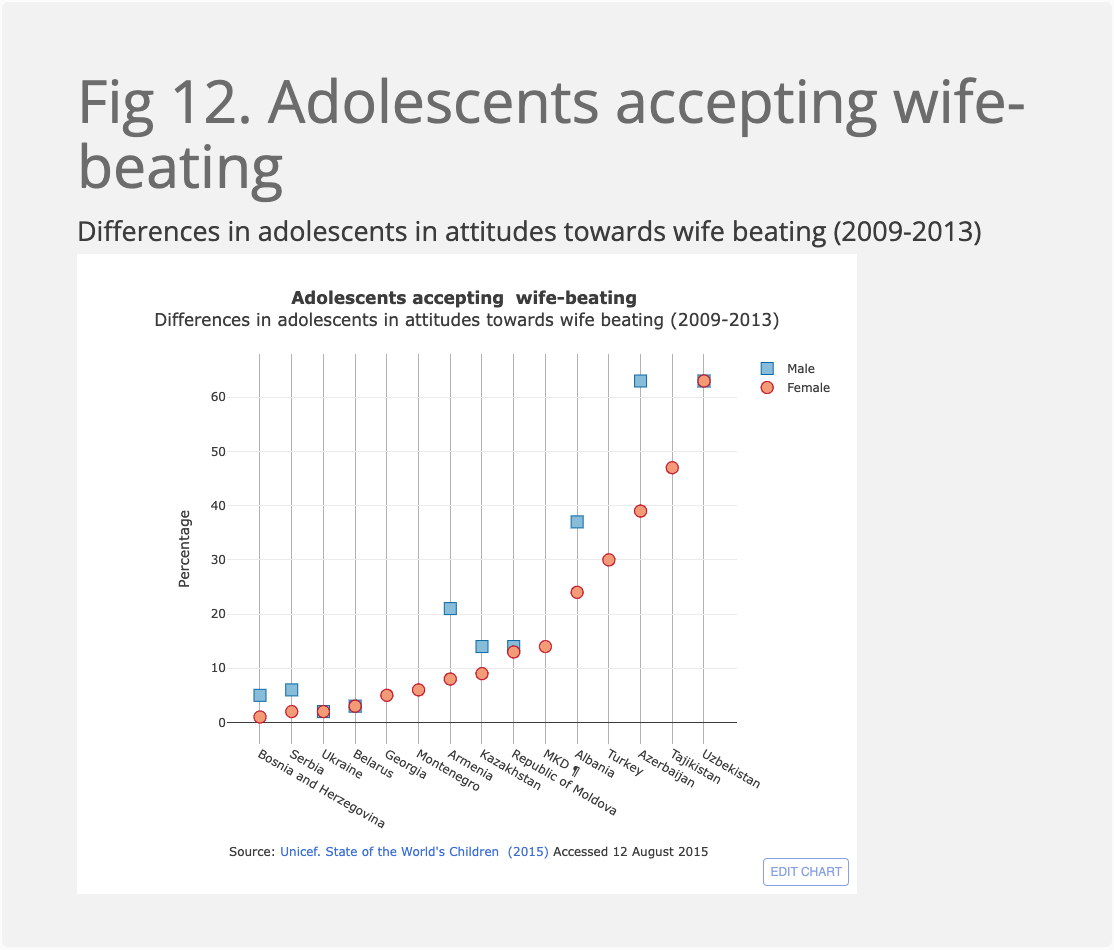 Fig 12. Adolescents accepting wife-
beating
Differences in adolescents in attitudes towards wife beating (2009-2013)
Adolescents accepting  wife-beating
Differences in adolescents in attitudes towards wife beating (2009-2013)
Male
Female
60
50
40
30
20
10
0
Percentage
Bosnia and Herzegovina
Serbia
Ukraine
Belarus
Georgia
Montenegro
Armenia
Kazakhstan
Republic of Moldova
MKD ¶
Albania
Turkey
Azerbaijan
Tajikistan
Uzbekistan
Source: Unicef. State of the World's Children  (2015) Accessed 12 August 2015
EDIT CHART